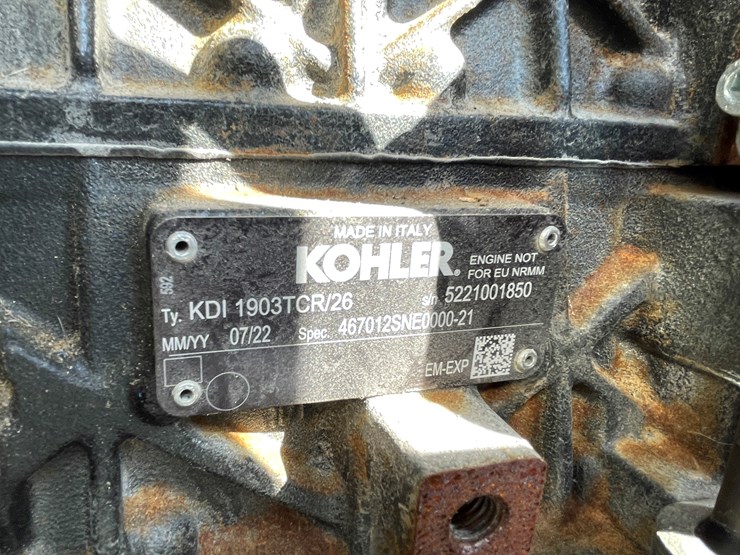 MADE IN ITALY
KOHLER®
ENGINE NOT
FOR EU NRMM
592
Ty. KDI 1903TCR/26
s/n 5221001850
MM/YY 07/22 Spec. 467012SNE0000-21
- EM-EXP